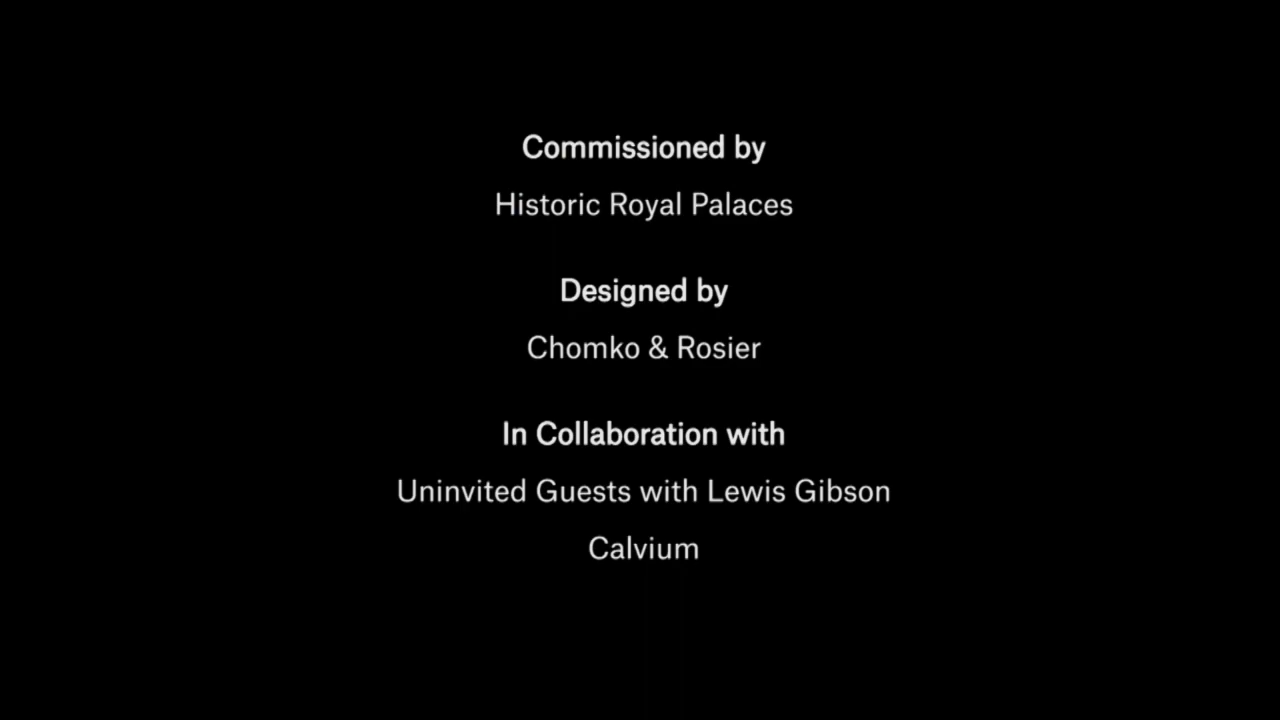 Commissioned by
Historic Royal Palaces
Designed by
Chomko & Rosier
In Collaboration with
Uninvited Guests with Lewis Gibson
Calvium